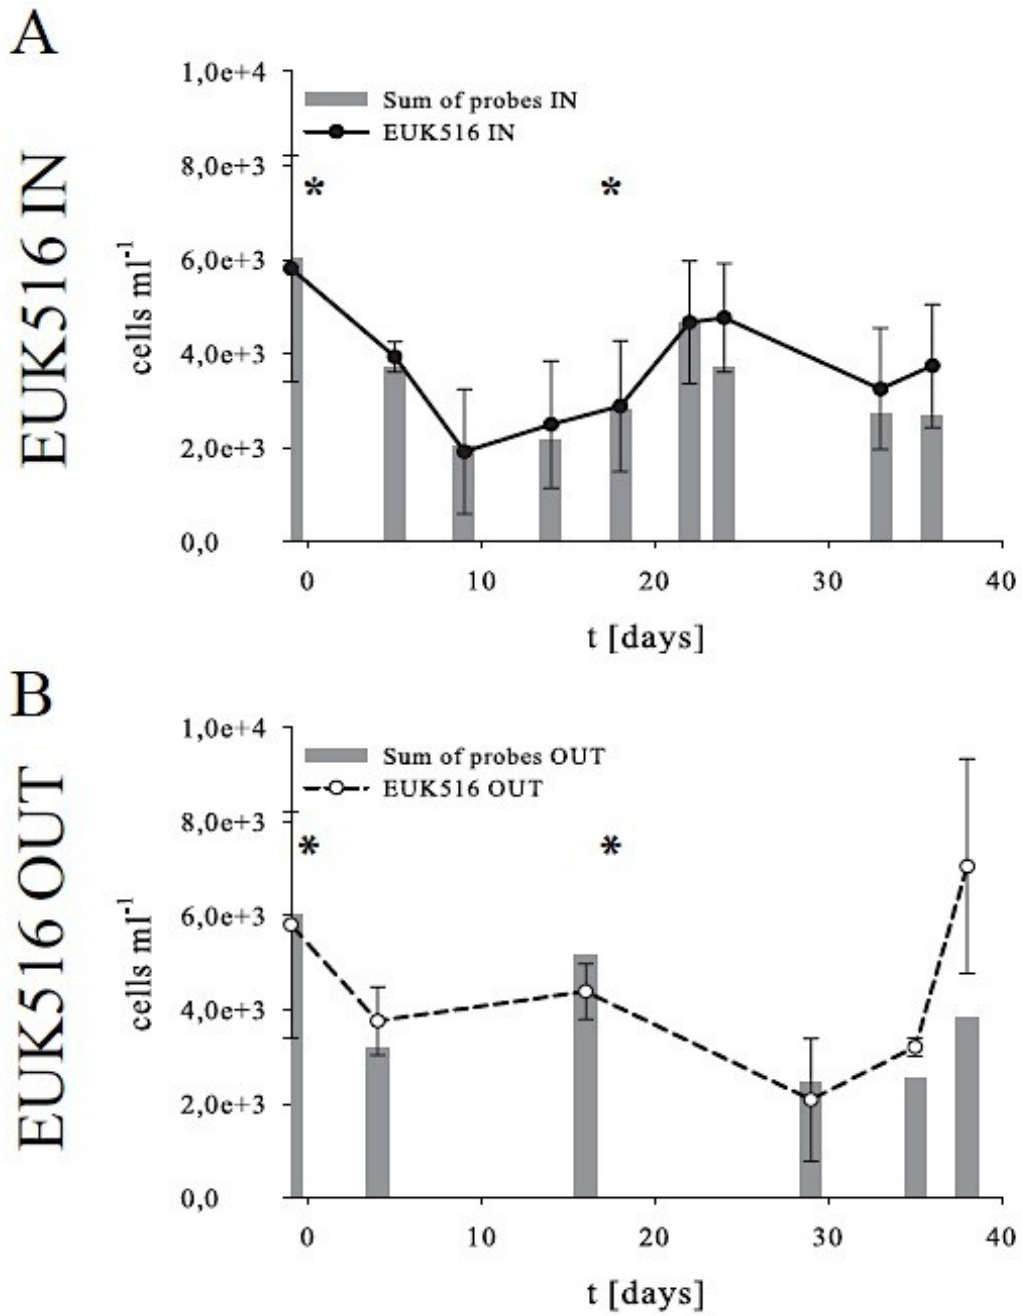 A
EUK516 IN
1,0e+4
8,0e+3
6,0e+3
4,0e+3
2,0e+3
0,0
cells ml-1
Sum of probes IN
EUK516 IN
*
*
0 10 20 30 40
t [days]
B
EUK516 OUT
1,0e+4
8,0e+3
6,0e+3
4,0e+3
2,0e+3
0,0
cells ml-1
Sum of probes OUT
EUK516 OUT
*
*
0 10 20 30 40
t [days]